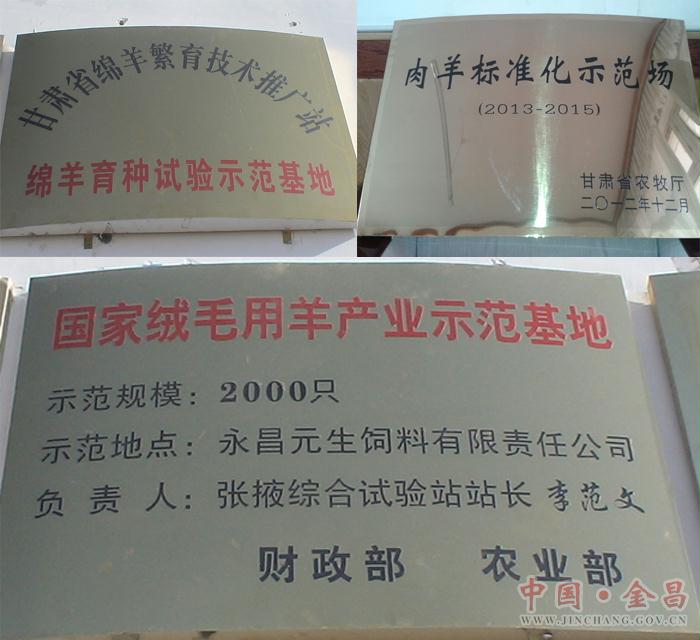 甘肃省绵羊繁育技术推广站
绵羊育种试验示范基地
肉羊标准化示范场
(2013-2015)
甘肃省农牧厅
二〇一二年十二月
国家绒毛用羊产业示范基地
示范规模：2000只
示范地点：永昌元生饲料有限责任公司
负责人：张掖综合试验站站长 李范文
财政部 农业部
中国·金昌
WWW.JINCHANG.GOV.CN